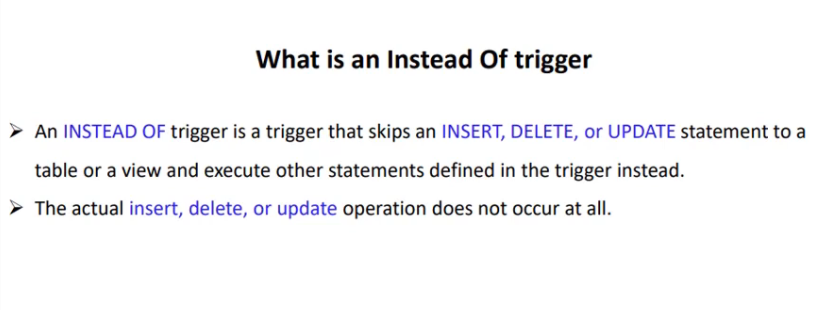 What is an Instead Of trigger
➢ An INSTEAD OF trigger is a trigger that skips an INSERT, DELETE, or UPDATE statement to a
table or a view and execute other statements defined in the trigger instead.
➢ The actual insert, delete, or update operation does not occur at all.